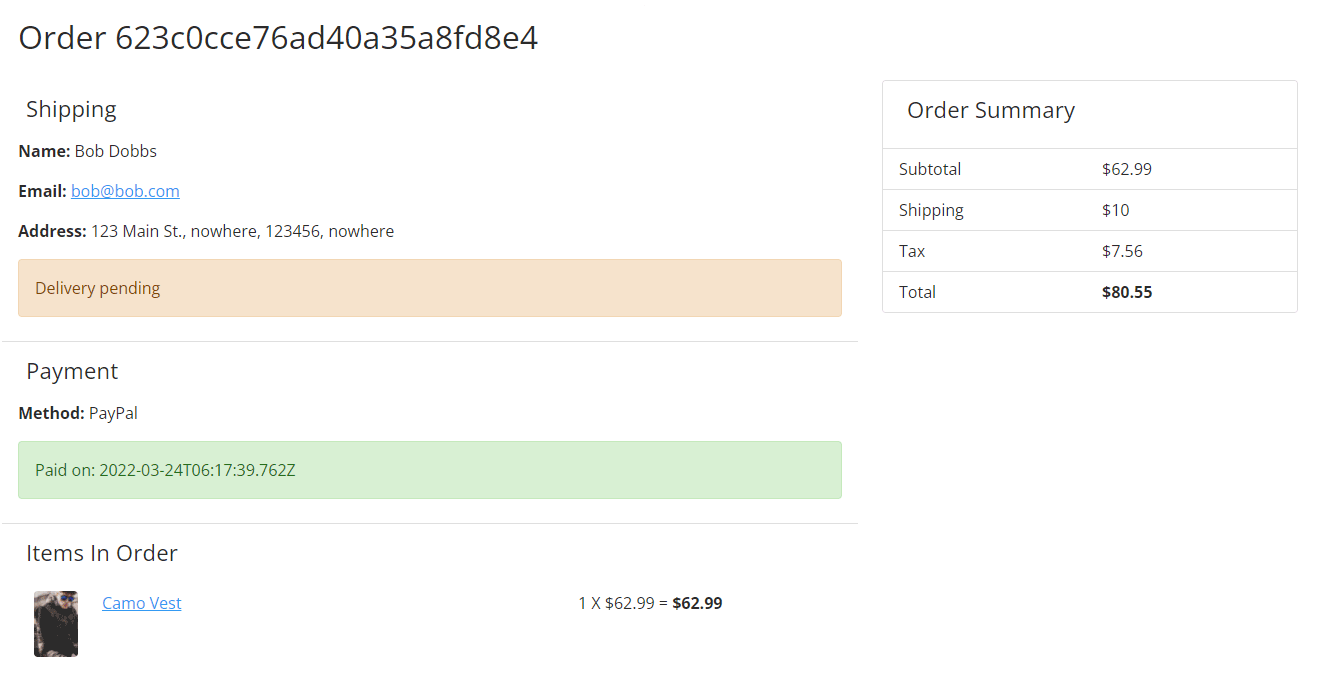 Order 623c0cce76ad40a35a8fd8e4
Shipping
Name: Bob Dobbs
Email: bob@bob.com
Address: 123 Main St., nowhere, 123456, nowhere
Delivery pending
Payment
Method: PayPal
Paid on: 2022-03-24T06:17:39.762Z
Items In Order
Camo Vest 1 X $62.99 = $62.99
Order Summary
Subtotal $62.99
Shipping $10
Tax $7.56
Total $80.55